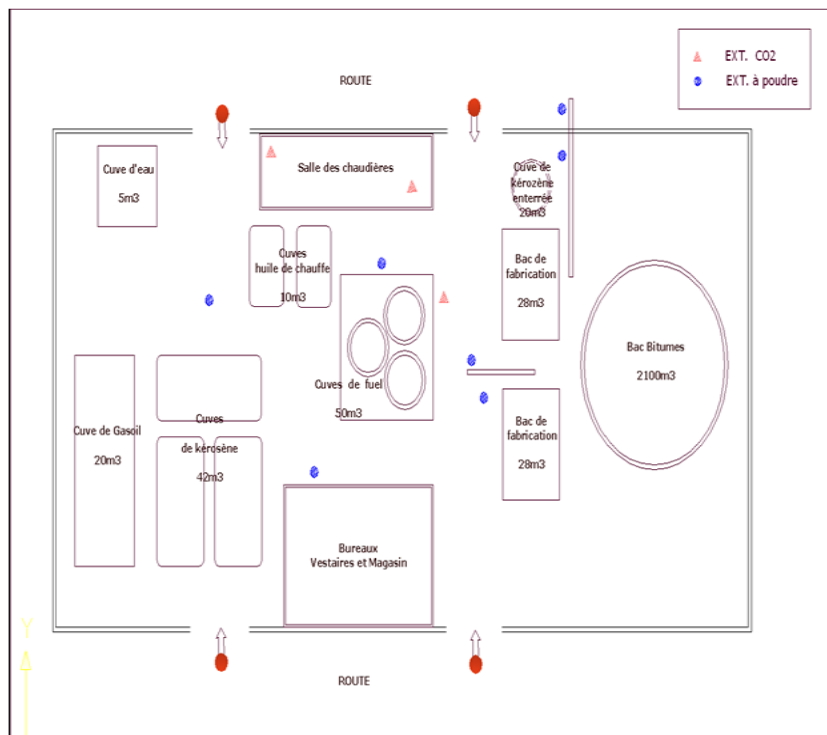 EXT. CO2
EXT. à poudre
ROUTE
Cuve d'eau
5m3
Salle des chaudières
Cuve de
kérozène
enterrée
20m3
Cuves
huile de chauffe
10m3
Bac de
fabrication
28m3
Bac Bitumes
2100m3
Cuves de fuel
50m3
Cuve de Gasoil
20m3
Cuves
de kérosène
42m3
Bac de
fabrication
28m3
Bureaux
Vestaires et Magasin
Y
ROUTE